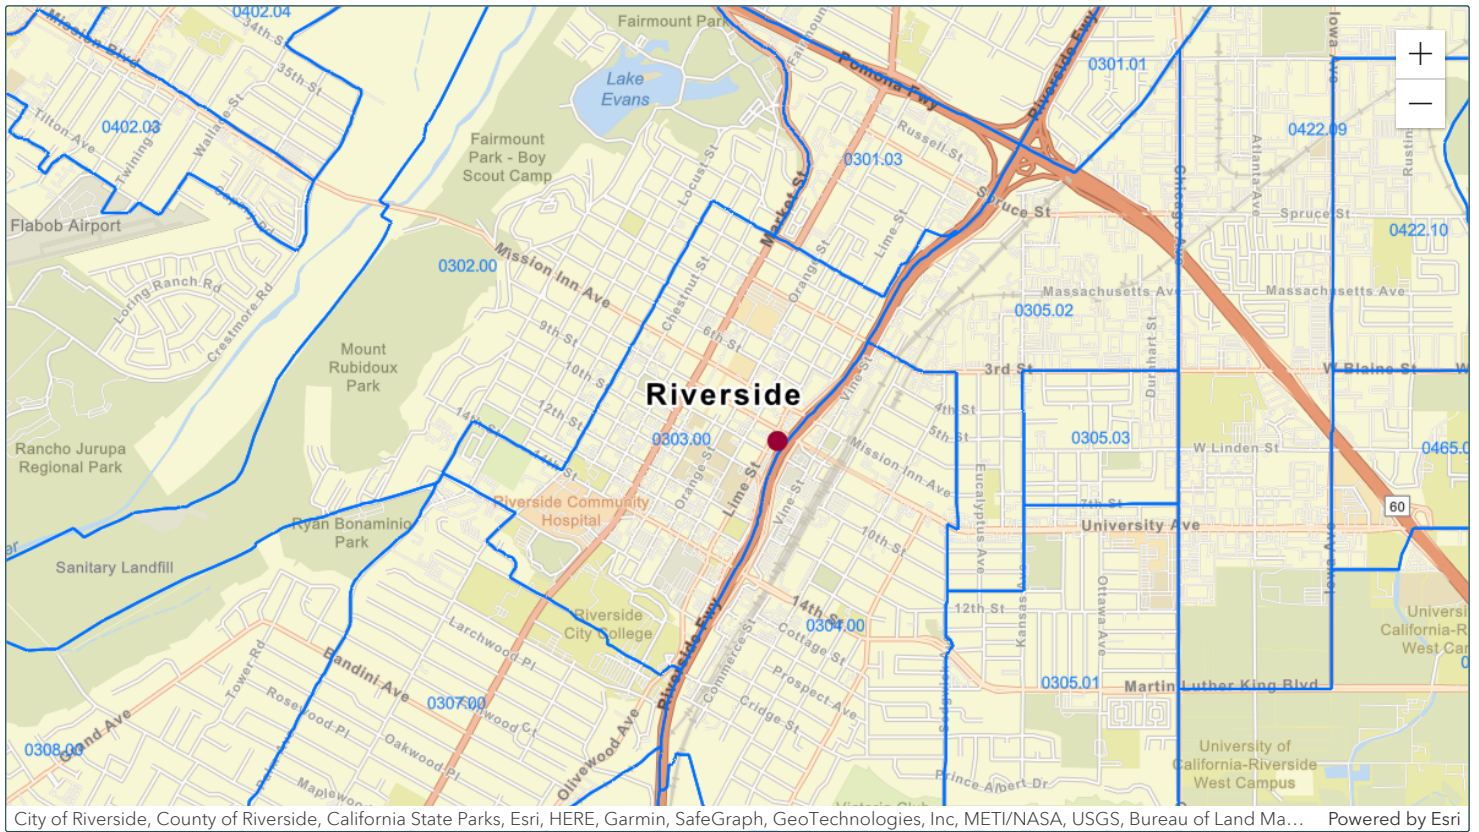 0402.04
Mission Blvd
34th St
35th St
Tilton Ave
0402.03
Wallace St
Flabob Airport
Fairmount Park
Lake
Evans
Fairmount
Park - Boy
Scout Camp
Locust St
Market St
Pomona Fwy
Riverside Fwy
0301.01
0301.03
Russell St
Spruce St
Lime St
Orange St
Chicago Ave
Iowa Ave
Atlanta Ave
0422.09
Spruce St
0422.10
Loring Ranch Rd
Crestmore Rd
0302.00
Mission Inn Ave
Chestnut St
Massachusetts Ave
Massachusetts Ave
0305.02
Mount
Rubidoux
Park
9th St
10th St
12th St
14th St
14th St
6th St
Vine St
3rd St
Durahart St
W Blaine St
Riverside
0303.00
4th St
5th St
0305.03
W Linden St
Rancho Jurupa
Regional Park
Mission Inn Ave
Eucalyptus Ave
7th St
University Ave
60
Riverside Community
Hospital
Orange St
Lime St
Vine St
10th St
Ryan Bonaminio
Park
Sanitary Landfill
Riverside
City College
14th St
0304.00
Cottage St
12th St
Kansas Ave
Ottawa Ave
Larchwood Pl
Bandini Ave
Tower Rd
Rosewood Pl
Oakwood Pl
0307.00
Riverside Fwy
Commerce St
Prospect Ave
Cridge St
0305.01
Martin Luther King Blvd
0308.00
Grand Ave
Olivewood Ave
Prince Albert Dr
University of
California-Riverside
West Campus
City of Riverside, County of Riverside, California State Parks, Esri, HERE, Garmin, SafeGraph, GeoTechnologies, Inc, METI/NASA, USGS, Bureau of Land Ma...
Powered by Esri